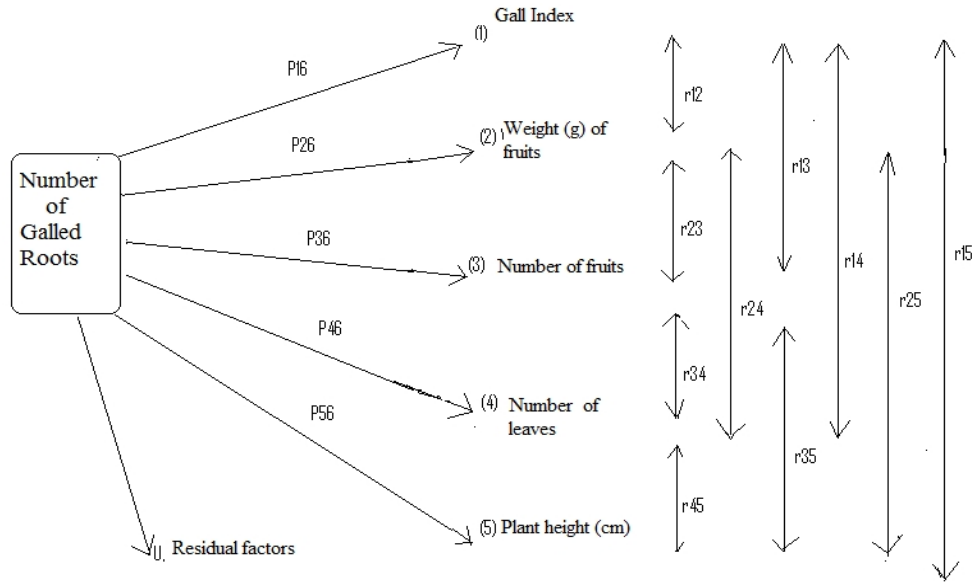 Gall Index
(1)
P16
r12
(2) Weight (g) of
fruits
P26
Number
of
Galled
Roots
r13
r23
P36
(3) Number of fruits
r14
r15
r24
r25
P46
r34
(4) Number of
leaves
P56
r35
r45
(5) Plant height (cm)
U. Residual factors